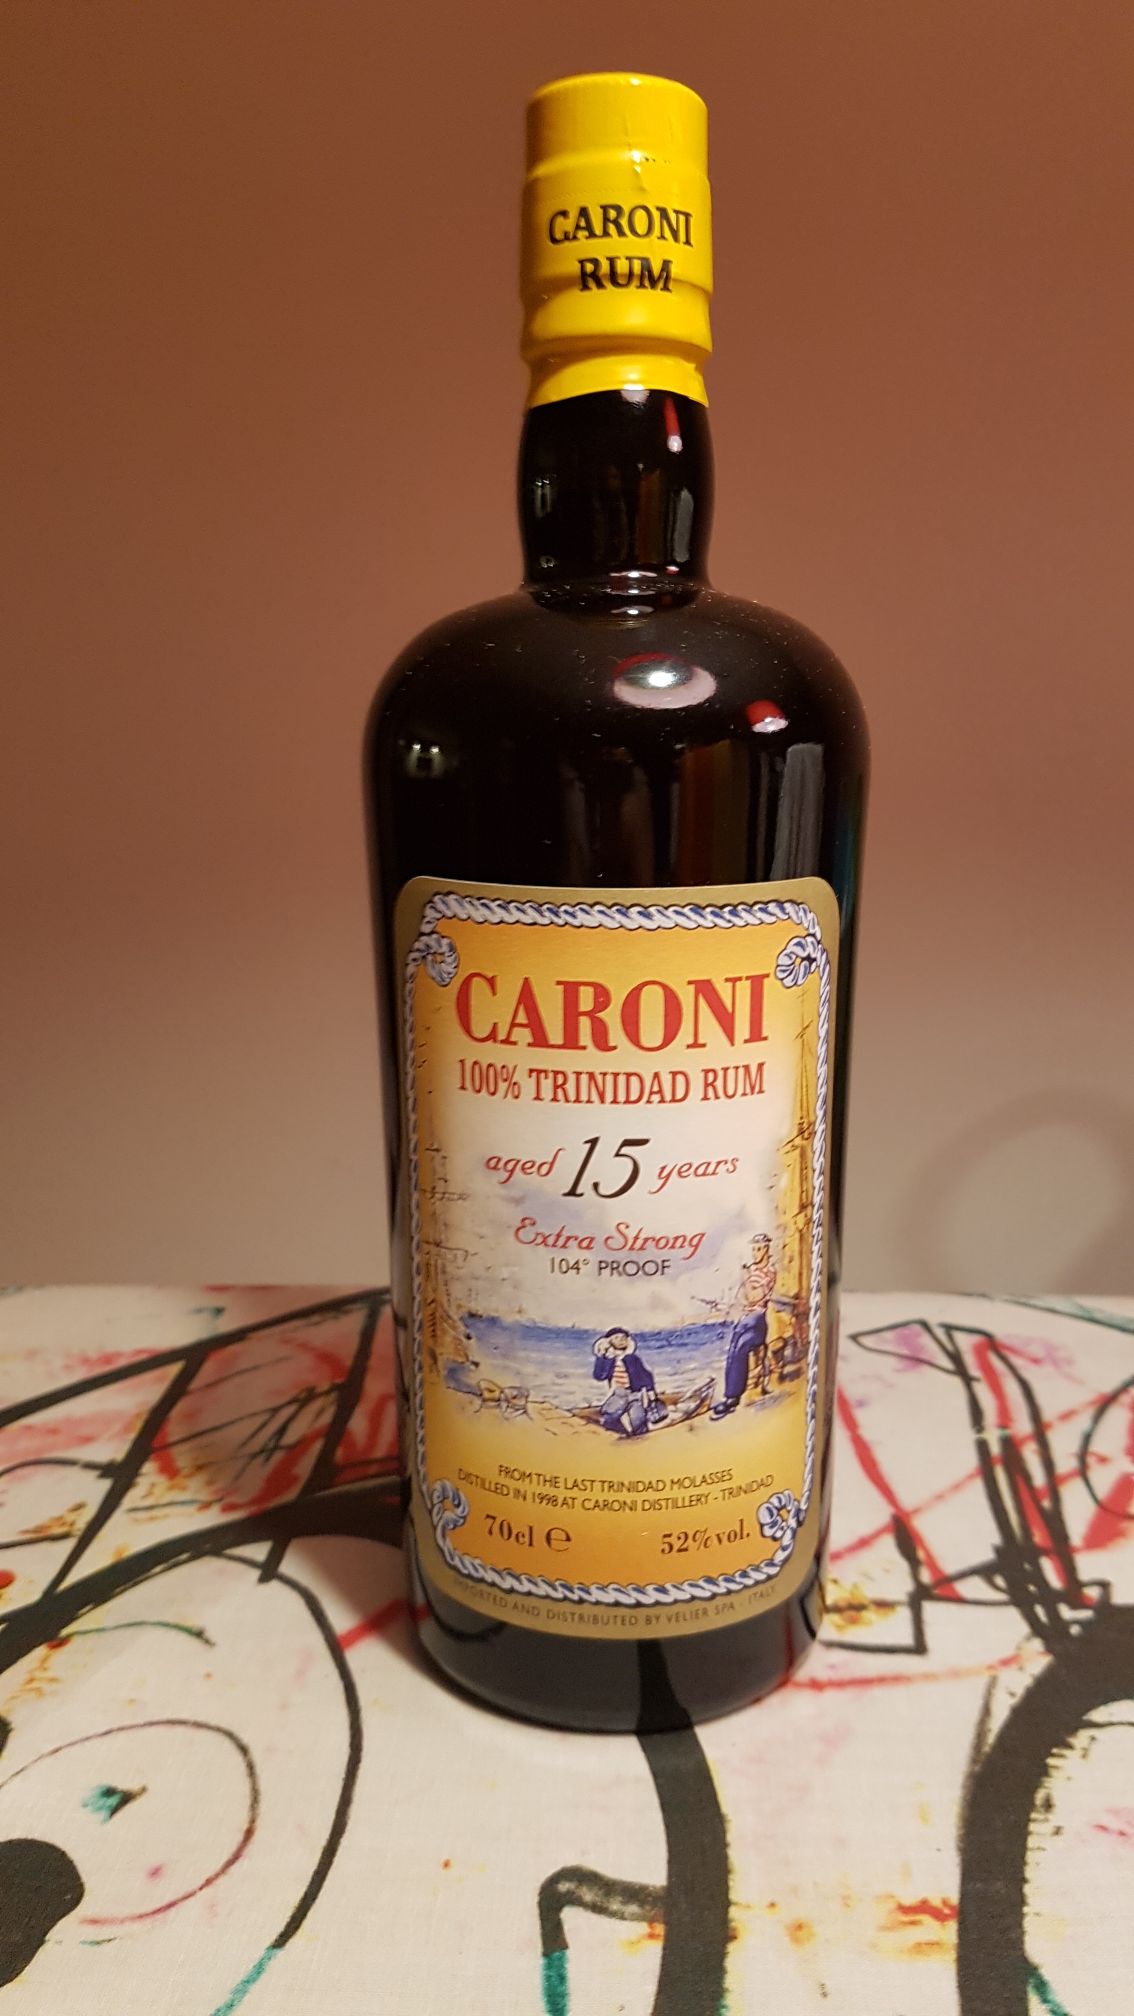 CARONI
RUM
CARONI
100% TRINIDAD RUM
aged 15 years
Extra Strong
104° PROOF
FROM THE LAST TRINIDAD MOLASSES
DISTILLED IN 1998 AT CARONI DISTILLERY - TRINIDAD
70cl ℮ 52%vol.
IMPORTED AND DISTRIBUTED BY VELIER SPA - ITALY